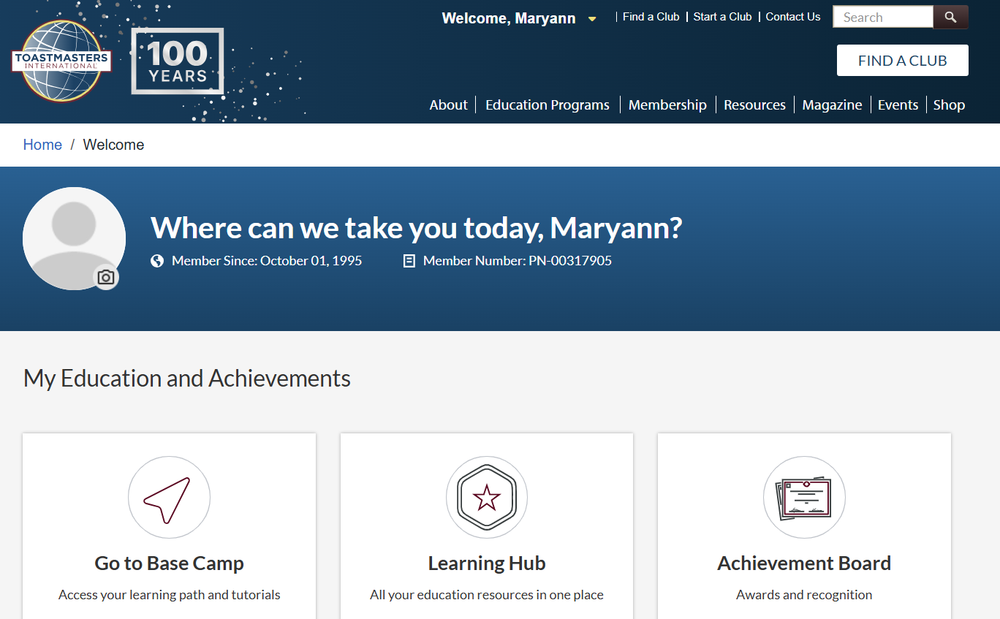 Welcome, Maryann
Find a Club
Start a Club
Contact Us
Search
TOASTMASTERS
INTERNATIONAL
100
YEARS
FIND A CLUB
About
Education Programs
Membership
Resources
Magazine
Events
Shop
Home / Welcome
Where can we take you today, Maryann?
Member Since: October 01, 1995
Member Number: PN-00317905
My Education and Achievements
Go to Base Camp
Access your learning path and tutorials
Learning Hub
All your education resources in one place
Achievement Board
Awards and recognition